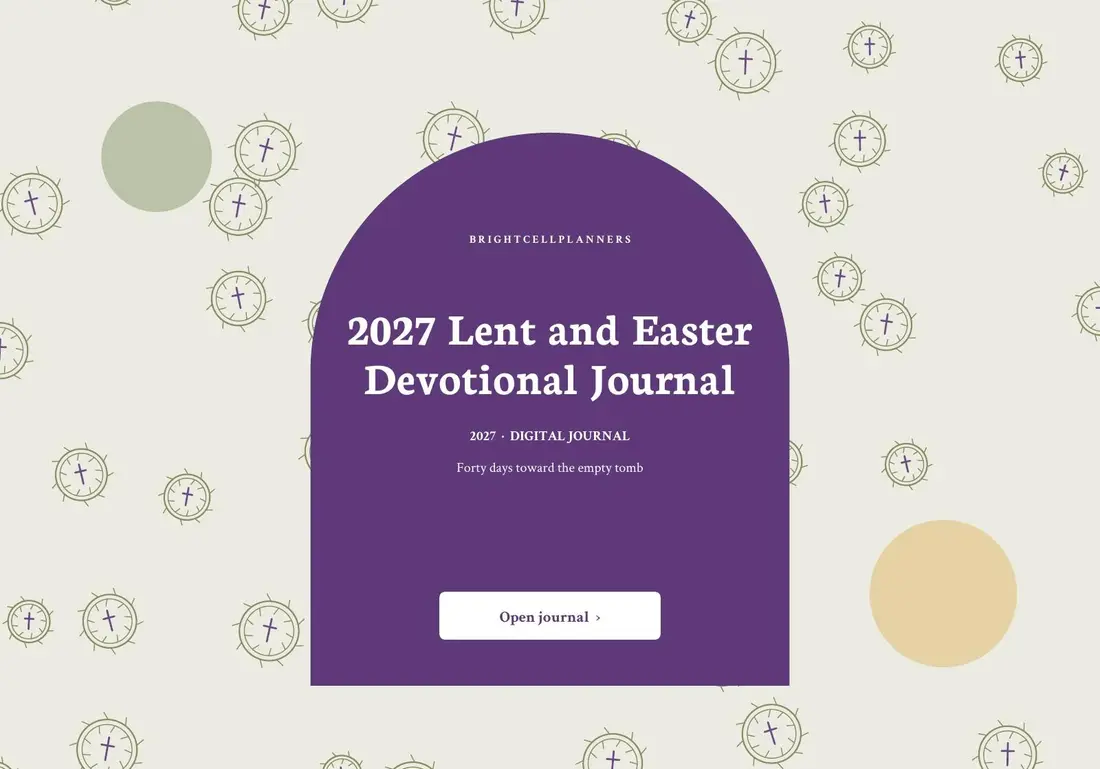 BRIGHTCELLPLANNERS
2027 Lent and Easter
Devotional Journal
2027 · DIGITAL JOURNAL
Forty days toward the empty tomb
Open journal ›